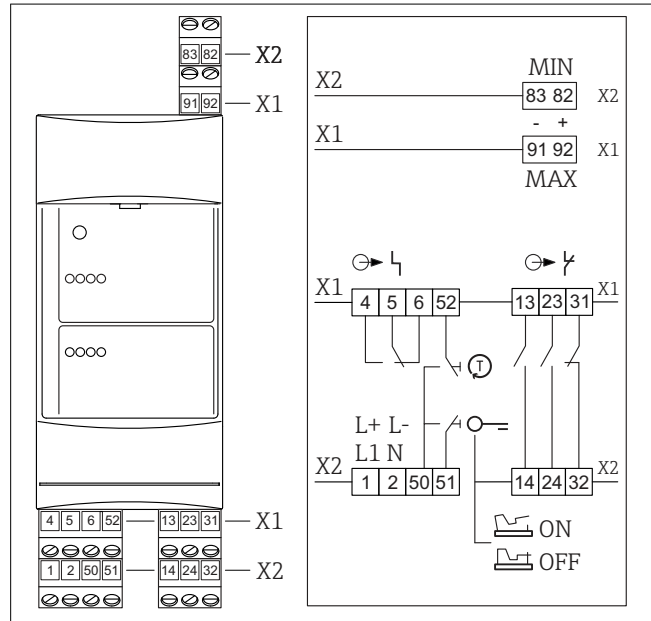 83 82 X2
91 92 X1
4 5 6 52 13 23 31 X1
1 2 50 51 14 24 32 X2
MIN
X2 83 82 X2
- +
X1 91 92 X1
MAX
X1 4 5 6 52 13 23 31 X1
T
L+ L-
L1 N
X2 1 2 50 51 14 24 32 X2
ON
OFF